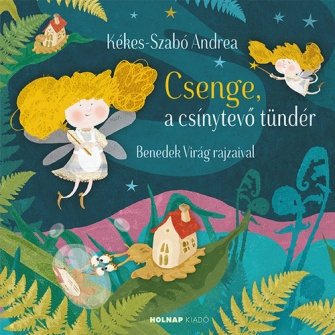 Kékes-Szabó Andrea
Csenge,
a csínytevő tündér
Benedek Virág rajzaival
HOLNAP KIADÓ